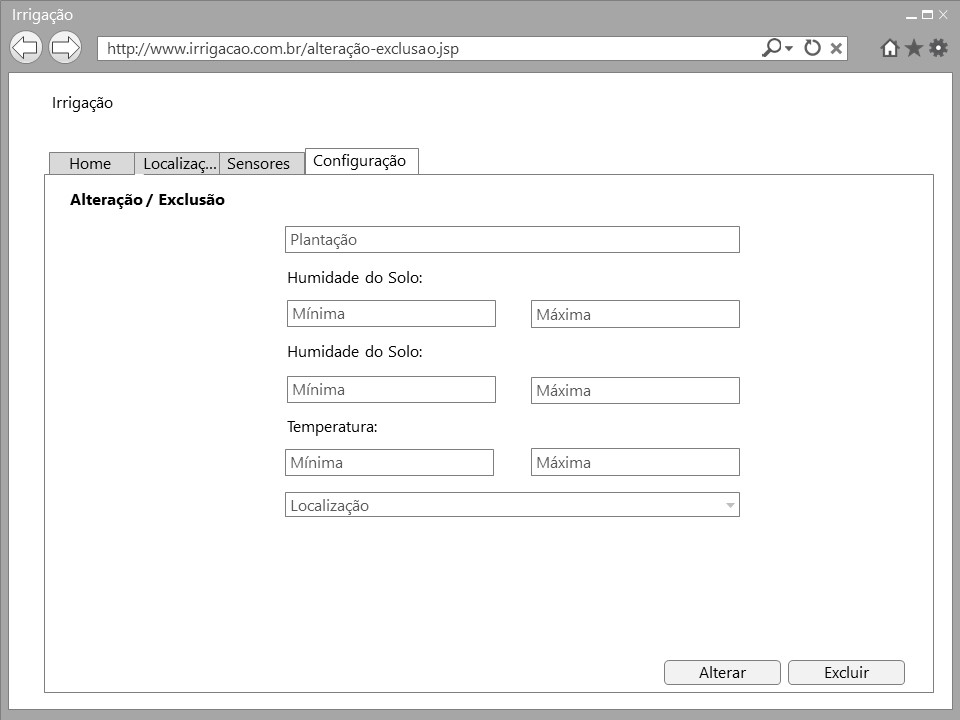 Irrigação
http://www.irrigacao.com.br/alteração-exclusao.jsp
Irrigação
Home Localizaç... Sensores Configuração
Alteração / Exclusão
Plantação
Humidade do Solo:
Mínima Máxima
Humidade do Solo:
Mínima Máxima
Temperatura:
Mínima Máxima
Localização
Alterar Excluir